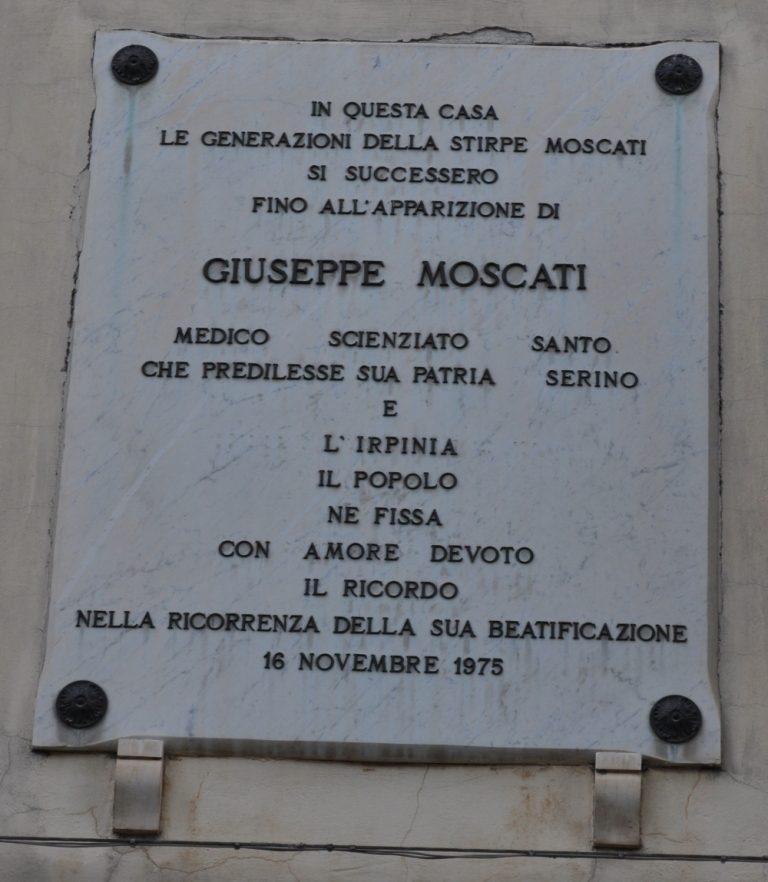 IN QUESTA CASA
LE GENERAZIONI DELLA STIRPE MOSCATI
SI SUCCESSERO
FINO ALL'APPARIZIONE DI
GIUSEPPE MOSCATI
MEDICO SCIENZIATO SANTO
CHE PREDILESSE SUA PATRIA SERINO
E
L'IRPINIA
IL POPOLO
NE FISSA
CON AMORE DEVOTO
IL RICORDO
NELLA RICORRENZA DELLA SUA BEATIFICAZIONE
16 NOVEMBRE 1975